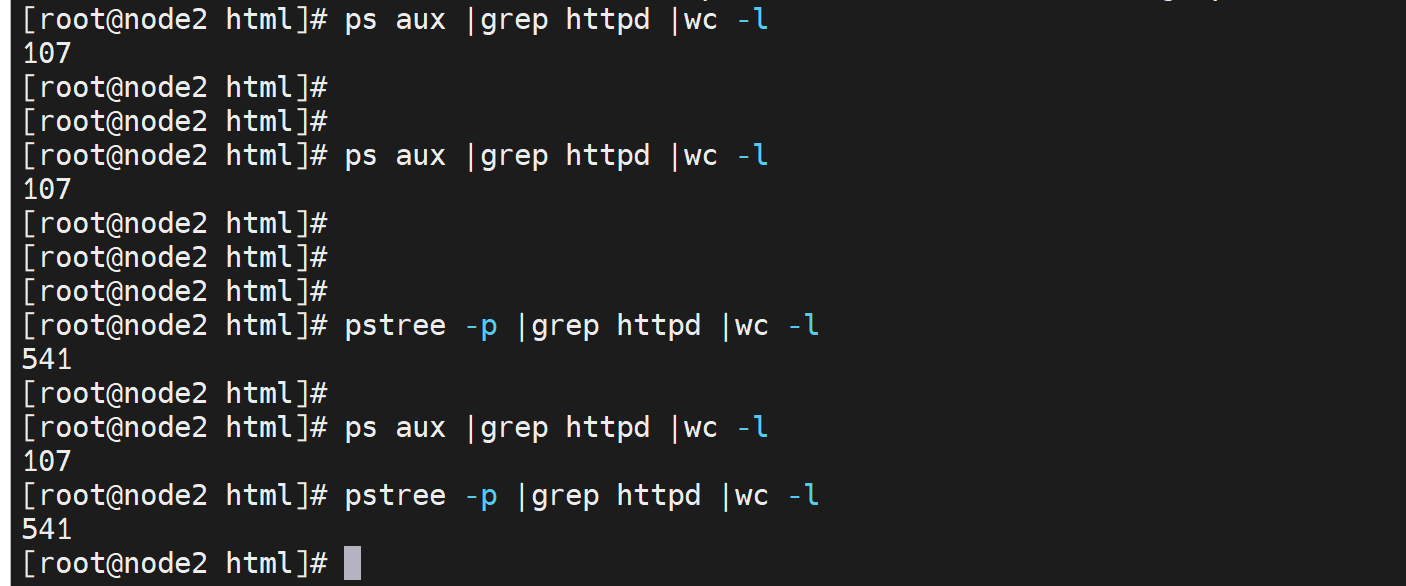 [root@node2 html]# ps aux |grep httpd |wc -l
107
[root@node2 html]#
[root@node2 html]#
[root@node2 html]# ps aux |grep httpd |wc -l
107
[root@node2 html]#
[root@node2 html]#
[root@node2 html]#
[root@node2 html]# pstree -p |grep httpd |wc -l
541
[root@node2 html]#
[root@node2 html]# ps aux |grep httpd |wc -l
107
[root@node2 html]# pstree -p |grep httpd |wc -l
541
[root@node2 html]#